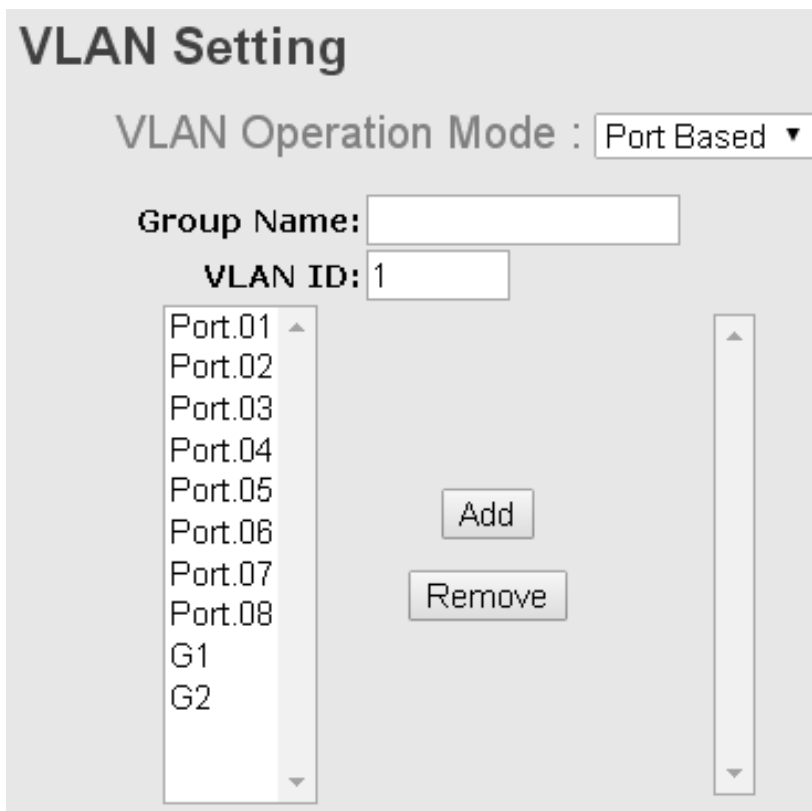 VLAN Setting
VLAN Operation Mode : Port Based
Group Name:
VLAN ID: 1
Port.01
Port.02
Port.03
Port.04
Port.05
Port.06
Port.07
Port.08
G1
G2
Add
Remove